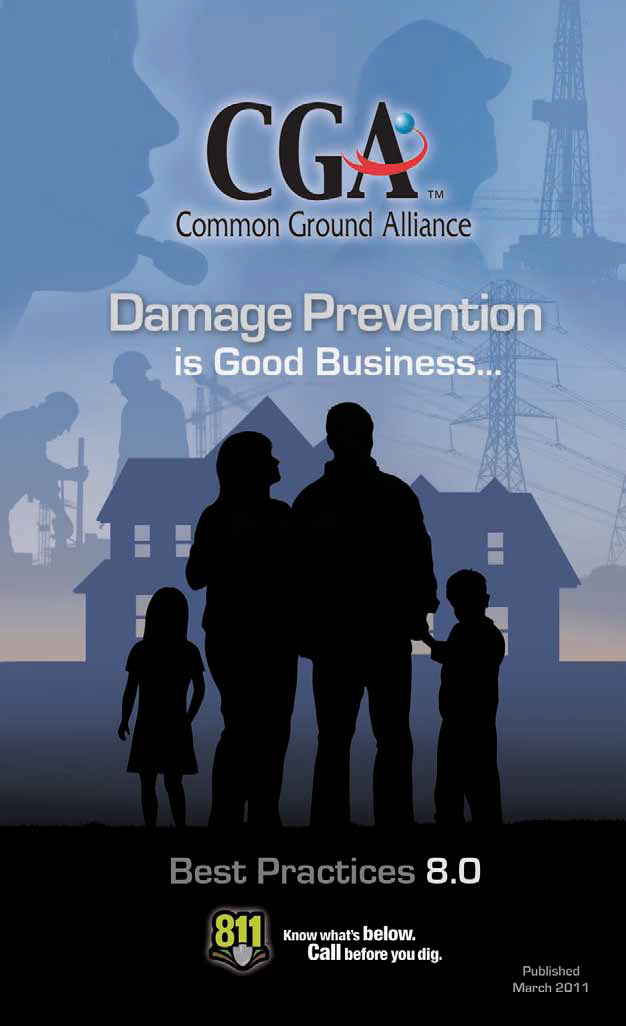 CGA™
Common Ground Alliance
Damage Prevention
is Good Business...
Best Practices 8.0
811
Know what's below.
Call before you dig.
Published
March 2011